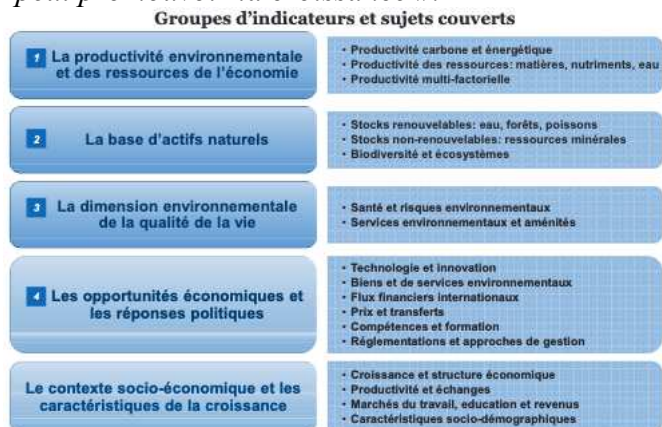 pour promouvoir la croissance ».
Groupes d'indicateurs et sujets couverts
1 La productivité environnementale
et des ressources de l'économie
• Productivité carbone et énergétique
• Productivité des ressources: matières, nutriments, eau
• Productivité multi-factorielle
2 La base d'actifs naturels
• Stocks renouvelables: eau, forêts, poissons
• Stocks non-renouvelables: ressources minérales
• Biodiversité et écosystèmes
3 La dimension environnementale
de la qualité de la vie
• Santé et risques environnementaux
• Services environnementaux et aménités
4 Les opportunités économiques et
les réponses politiques
• Technologie et innovation
• Biens et de services environnementaux
• Flux financiers internationaux
• Prix et transferts
• Compétences et formation
• Réglementations et approches de gestion
Le contexte socio-économique et les
caractéristiques de la croissance
• Croissance et structure économique
• Productivité et échanges
• Marchés du travail, education et revenus
• Caractéristiques socio-démographiques